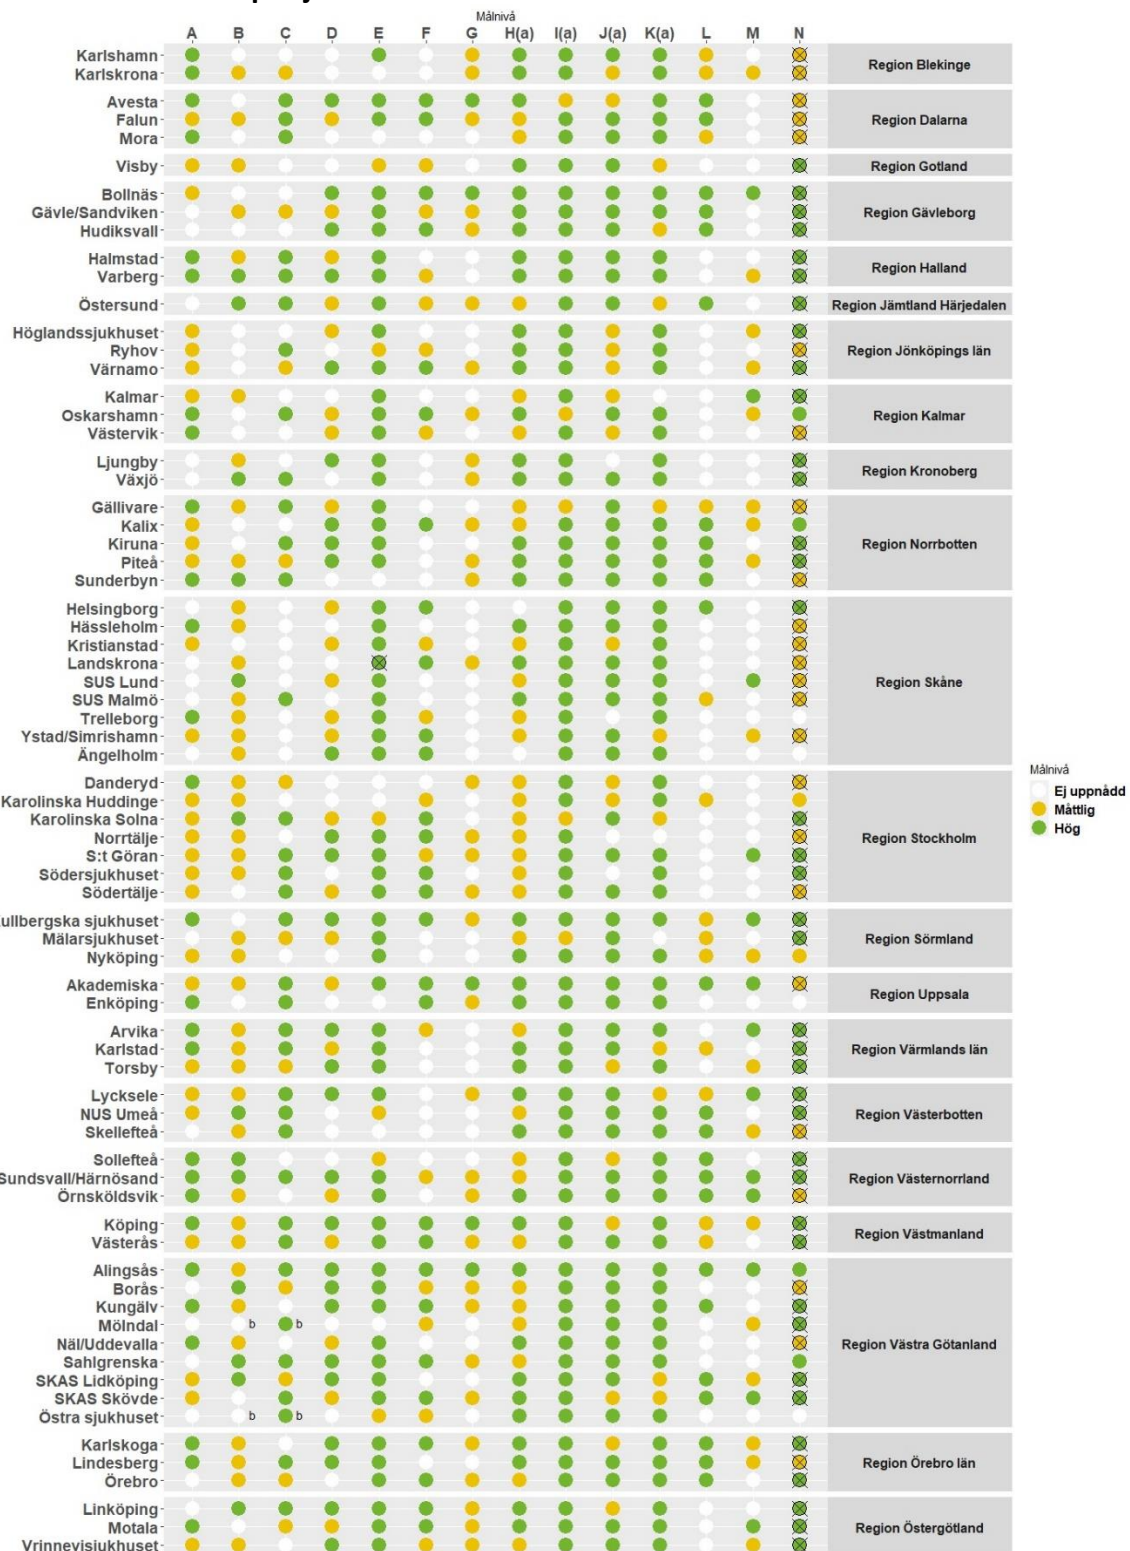 Målnivå
A B C D E F G H(a) I(a) J(a) K(a) L M N
Karlshamn
Karlskrona
Region Blekinge
Avesta
Falun
Mora
Region Dalarna
Visby
Region Gotland
Bollnäs
Gävle/Sandviken
Hudiksvall
Region Gävleborg
Halmstad
Varberg
Region Halland
Östersund
Region Jämtland Härjedalen
Höglandssjukhuset
Ryhov
Värnamo
Region Jönköpings län
Kalmar
Oskarshamn
Västervik
Region Kalmar
Ljungby
Växjö
Region Kronoberg
Gällivare
Kalix
Kiruna
Piteå
Sunderbyn
Region Norrbotten
Helsingborg
Hässleholm
Kristianstad
Landskrona
SUS Lund
SUS Malmö
Trelleborg
Ystad/Simrishamn
Ängelholm
Region Skåne
Målnivå
Ej uppnådd
Måttlig
Hög
Danderyd
Karolinska Huddinge
Karolinska Solna
Norrtälje
S:t Göran
Södersjukhuset
Södertälje
Region Stockholm
ullbergska sjukhuset
Mälarsjukhuset
Nyköping
Region Sörmland
Akademiska
Enköping
Region Uppsala
Arvika
Karlstad
Torsby
Region Värmlands län
Lycksele
NUS Umeå
Skellefteå
Region Västerbotten
Sollefteå
Sundsvall/Härnösand
Örnsköldsvik
Region Västernorrland
Köping
Västerås
Region Västmanland
Alingsås
Borås
Kungälv
Mölndal b b
Näl/Uddevalla
Sahlgrenska
SKAS Lidköping
SKAS Skövde
Östra sjukhuset b b
Region Västra Götanland
Karlskoga
Lindesberg
Örebro
Region Örebro län
Linköping
Motala
Vrinnevisjukhuset
Region Östergötland